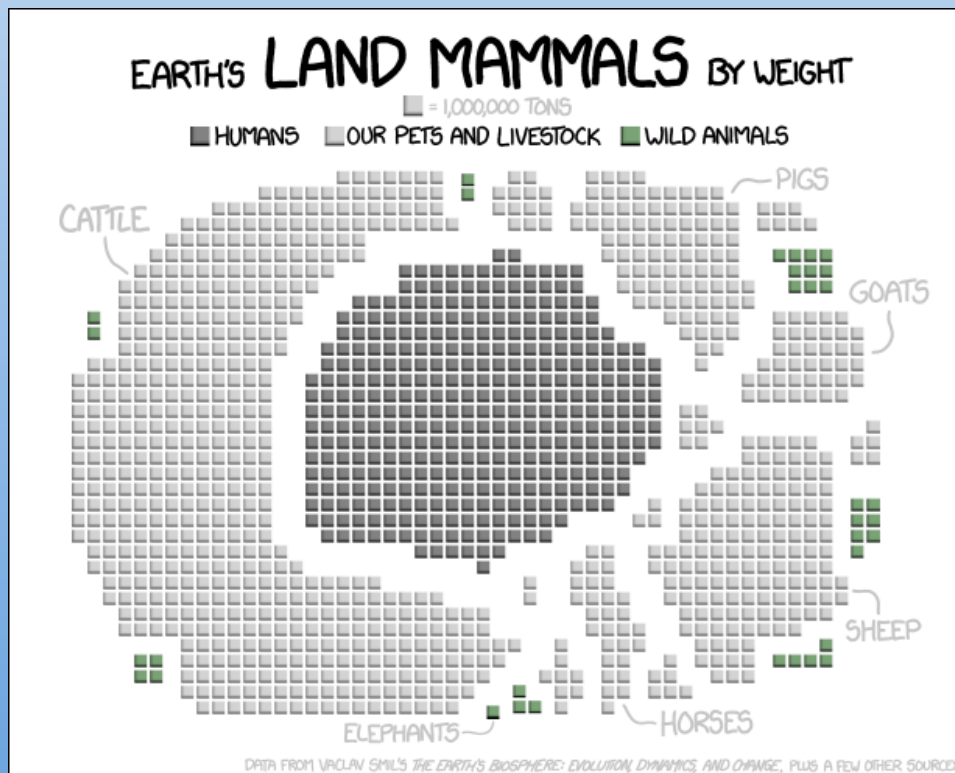 EARTH'S LAND MAMMALS BY WEIGHT
= 1,000,000 TONS
HUMANS OUR PETS AND LIVESTOCK WILD ANIMALS
PIGS
CATTLE
GOATS
SHEEP
HORSES
ELEPHANTS
DATA FROM VACLAV SMIL'S THE EARTH'S BIOSPHERE: EVOLUTION, DYNAMICS, AND CHANGE, PLUS A FEW OTHER SOURCES